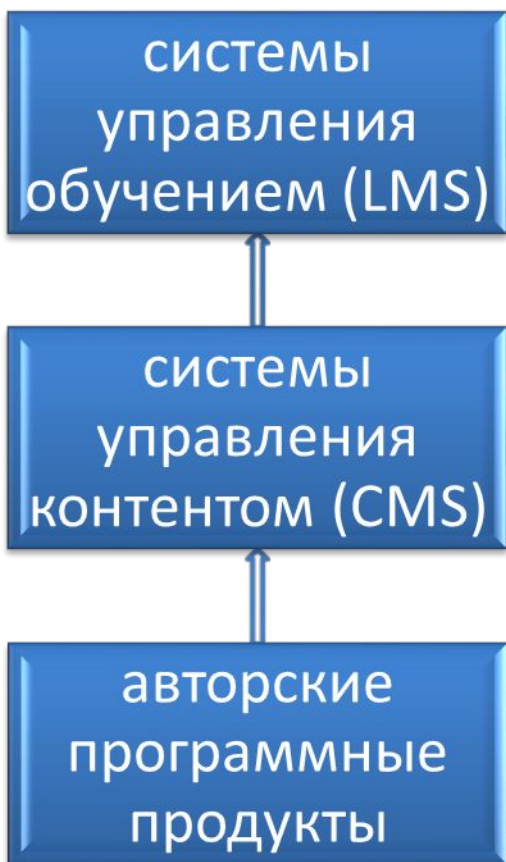 системы
управления
обучением (LMS)
системы
управления
контентом (CMS)
авторские
программные
продукты